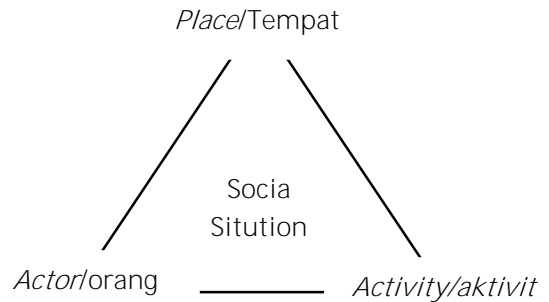 Place/Tempat
Socia
Sitution
Actor/orang
Activity/aktivit